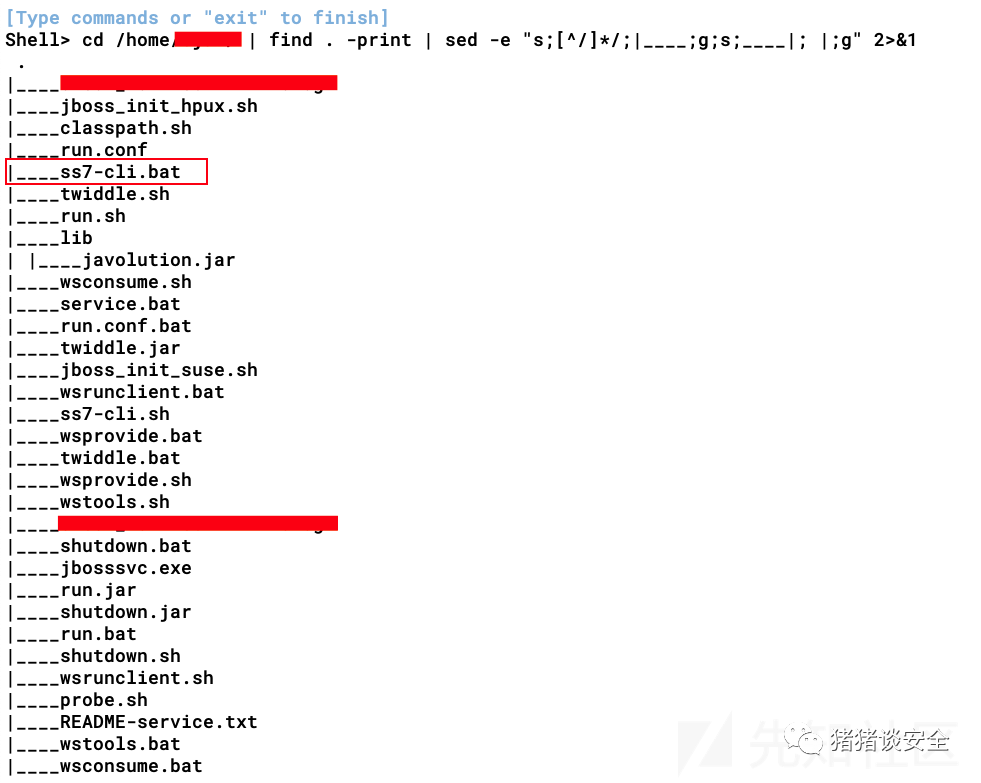 [Type commands or "exit" to finish]
Shell> cd /home/ | find . -print | sed -e "s;[^/]*/;|____;g;s;____|; |;g" 2>&1
.
|____
|____jboss_init_hpux.sh
|____classpath.sh
|____run.conf
|____ss7-cli.bat
|____twiddle.sh
|____run.sh
|____lib
| |____javolution.jar
|____wsconsume.sh
|____service.bat
|____run.conf.bat
|____twiddle.jar
|____jboss_init_suse.sh
|____wsrunclient.bat
|____ss7-cli.sh
|____wsprovide.bat
|____twiddle.bat
|____wsprovide.sh
|____wstools.sh
|____
|____shutdown.bat
|____jbosssvc.exe
|____run.jar
|____shutdown.jar
|____run.bat
|____shutdown.sh
|____wsrunclient.sh
|____probe.sh
|____README-service.txt
|____wstools.bat
|____wsconsume.bat
先知社区
猪猪谈安全